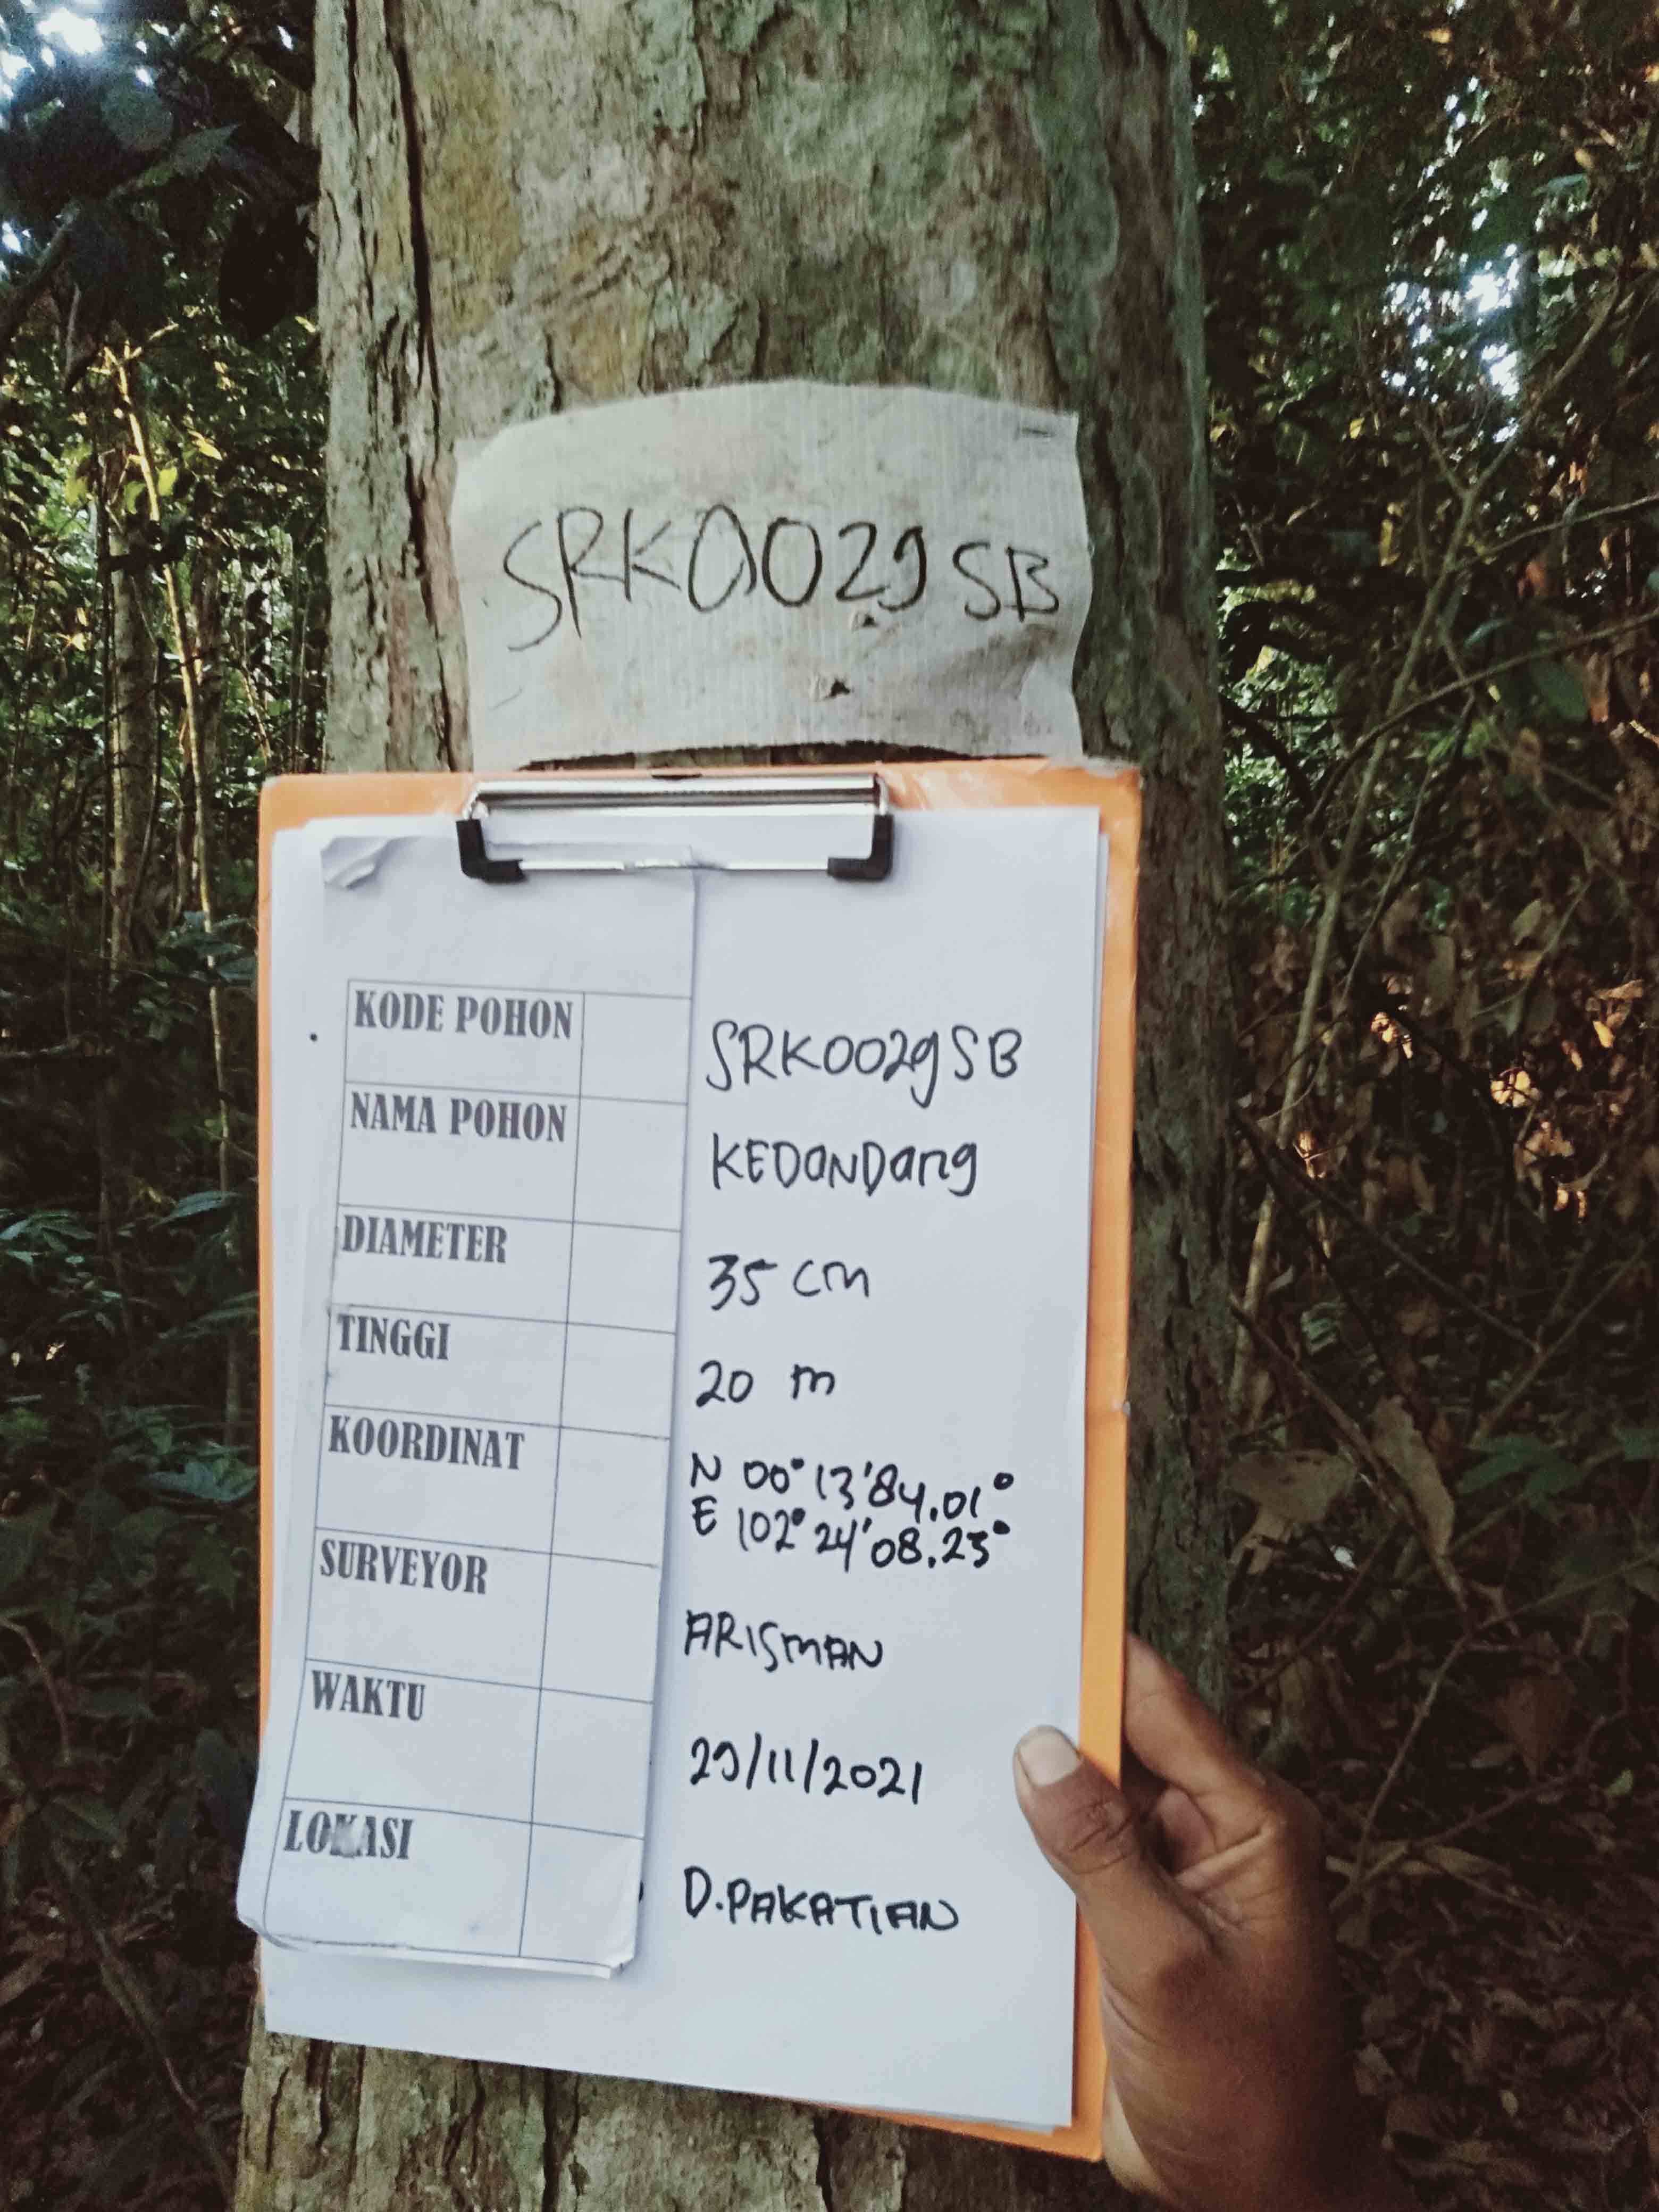 SRK0029SB
KODE POHON SRK0029SB
NAMA POHON KEDONDANG
DIAMETER 35 cm
TINGGI 20 m
KOORDINAT N 00° 13'84.01°
E 102° 24'08.23°
SURVEYOR ARISMAN
WAKTU 29/11/2021
LOKASI D.PAKATIAN